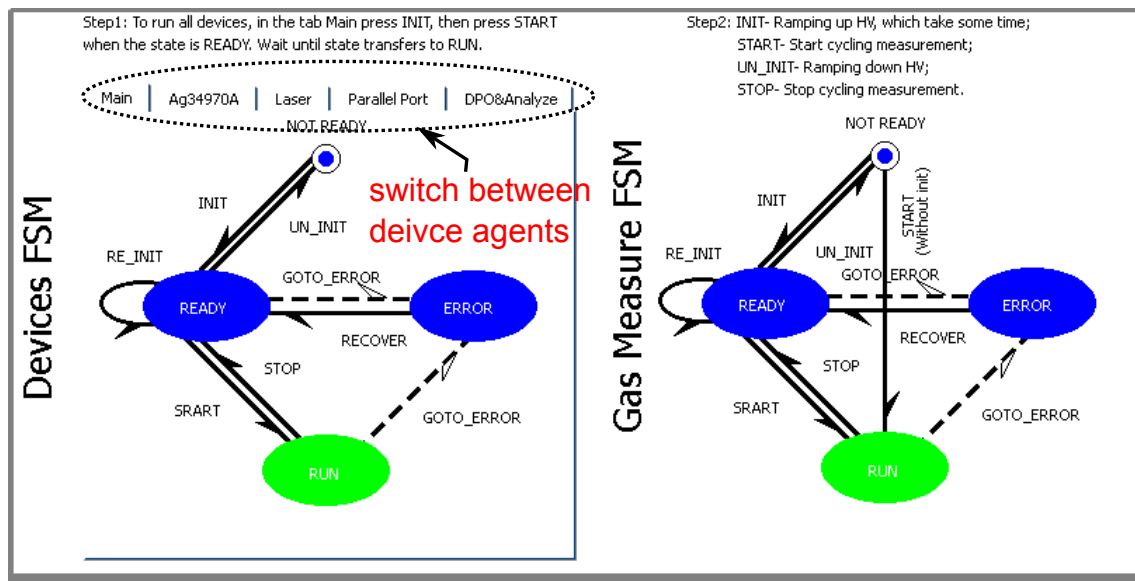 Step1: To run all devices, in the tab Main press INIT, then press START
when the state is READY. Wait until state transfers to RUN.
Main
Ag34970A
Laser
Parallel Port
DPO&Analyze
NOT READY
switch between
deivce agents
INIT
UN_INIT
RE_INIT
GOTO_ERROR
READY
ERROR
RECOVER
STOP
SRART
GOTO_ERROR
RUN
Devices FSM
Step2: INIT- Ramping up HV, which take some time;
START- Start cycling measurement;
UN_INIT- Ramping down HV;
STOP- Stop cycling measurement.
NOT READY
INIT
START
(Without init)
UN_INIT
RE_INIT
GOTO_ERROR
READY
ERROR
RECOVER
STOP
SRART
GOTO_ERROR
RUN
Gas Measure FSM